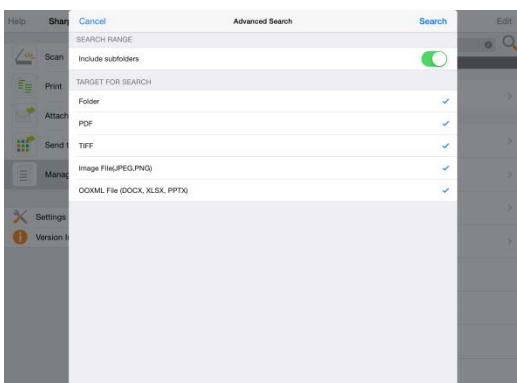 Help
Shar
Cancel
Advanced Search
Search
Edit
SEARCH RANGE
Scan
Include subfolders
Print
TARGET FOR SEARCH
Folder
Attach
PDF
Send t
TIFF
Manag
Image File(JPEG,PNG)
OOXML File (DOCX, XLSX, PPTX)
Settings
Version I